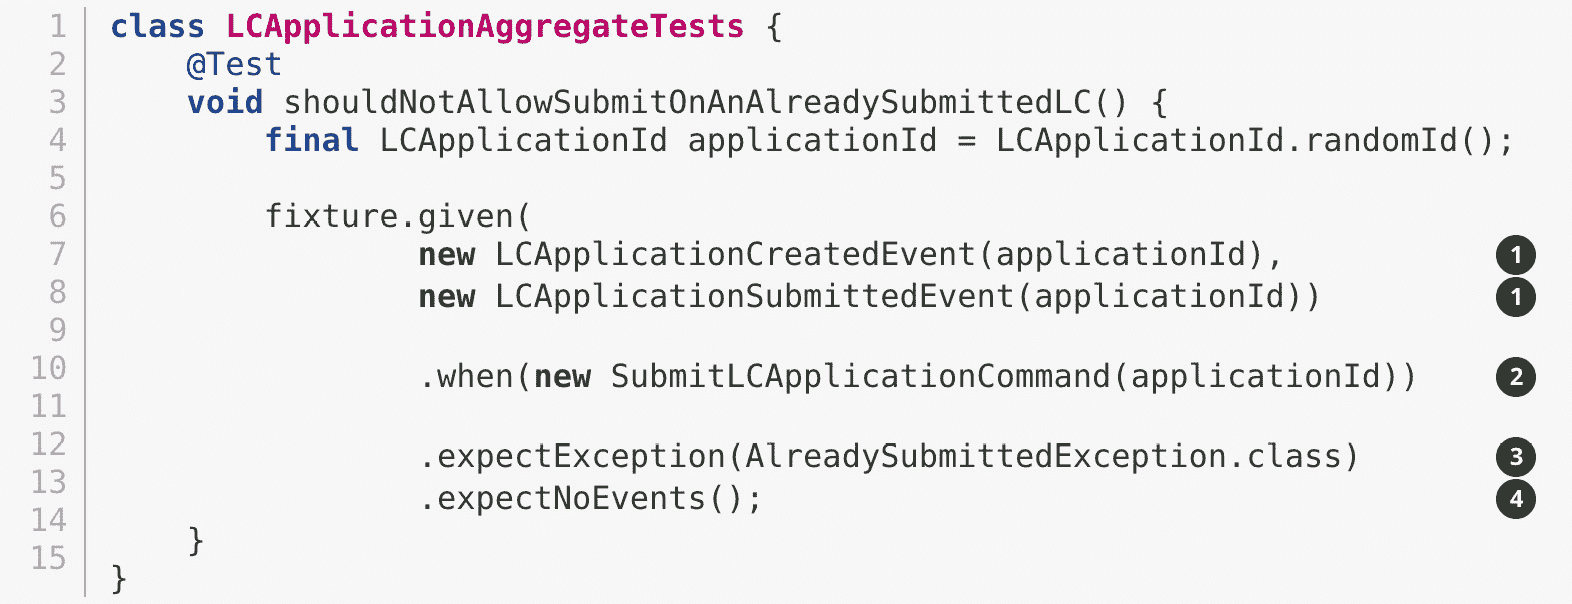 1 class LCApplicationAggregateTests {
2 @Test
3 void shouldNotAllowSubmitOnAnAlreadySubmittedLC() {
4 final LCApplicationId applicationId = LCApplicationId.randomId();
5
6 fixture.given(
7 new LCApplicationCreatedEvent(applicationId), 1
8 new LCApplicationSubmittedEvent(applicationId)) 1
9
10 .when(new SubmitLCApplicationCommand(applicationId)) 2
11
12 .expectException(AlreadySubmittedException.class) 3
13 .expectNoEvents(); 4
14 }
15 }